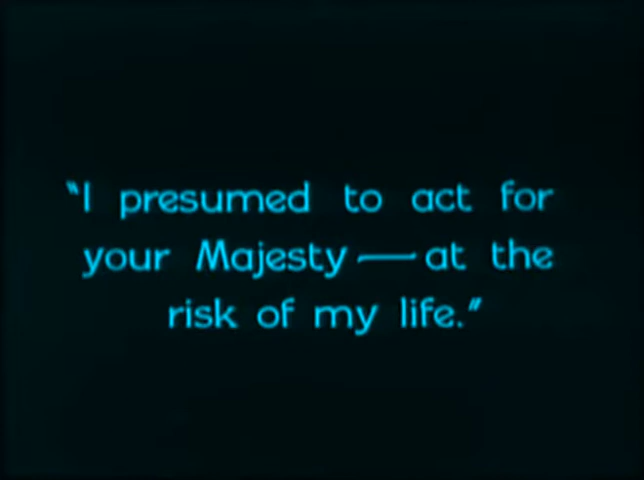 "I presumed to act for
your Majesty — at the
risk of my life."